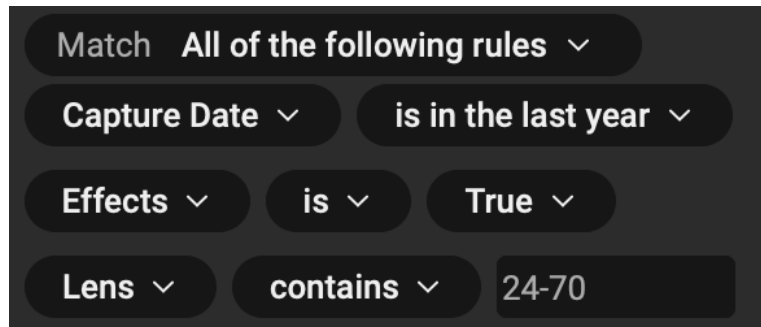 Match All of the following rules
Capture Date is in the last year
Effects is True
Lens contains 24-70